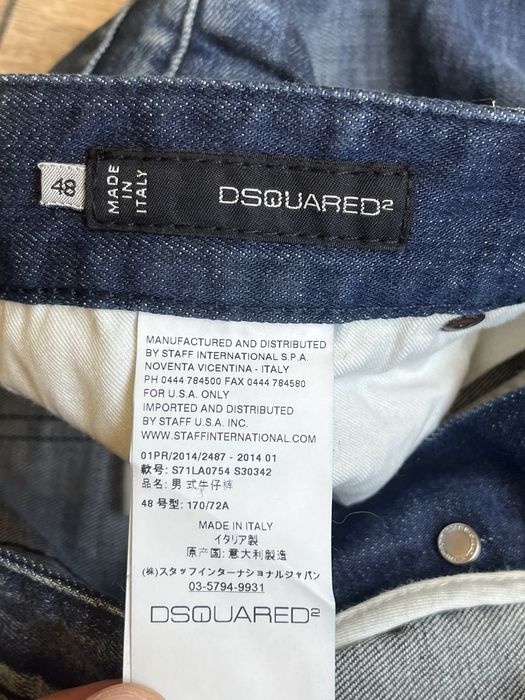 48
MADE
IN
ITALY
DSQUARED2
MANUFACTURED AND DISTRIBUTED
BY STAFF INTERNATIONAL S.P.A.
NOVENTA VICENTINA - ITALY
PH 0444 784500 FAX 0444 784580
FOR U.S.A. ONLY
IMPORTED AND DISTRIBUTED
BY STAFF U.S.A. INC.
WWW.STAFFINTERNATIONAL.COM
01PR/2014/2487 - 2014 01
款号: S71LA0754 S30342
品名: 男 式牛仔裤
48 号型: 170/72A
MADE IN ITALY
イタリア製
原产国: 意大利製造
(株)スタッフインターナショナルジャパン
03-5794-9931
DSQUARED2